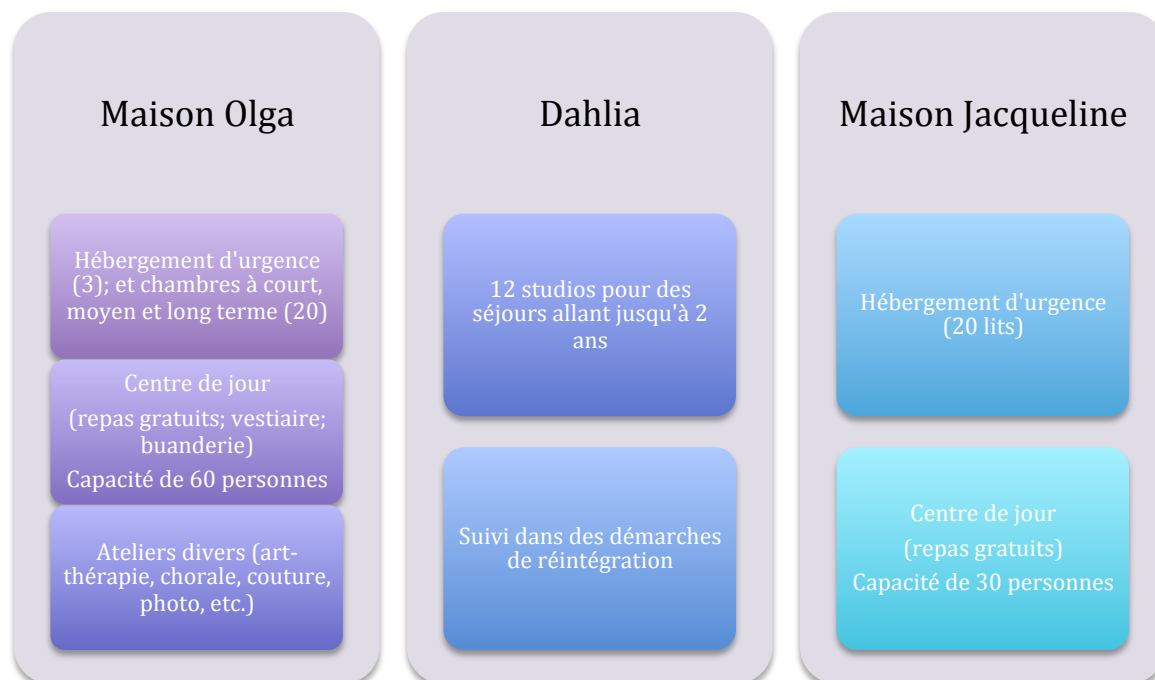 Maison Olga
Hébergement d'urgence
(3); et chambres à court,
moyen et long terme (20)
Centre de jour
(repas gratuits; vestiaire;
buanderie)
Capacité de 60 personnes
Ateliers divers (art-
thérapie, chorale, couture,
photo, etc.)
Dahlia
12 studios pour des
séjours allant jusqu'à 2
ans
Suivi dans des démarches
de réintégration
Maison Jacqueline
Hébergement d'urgence
(20 lits)
Centre de jour
(repas gratuits)
Capacité de 30 personnes